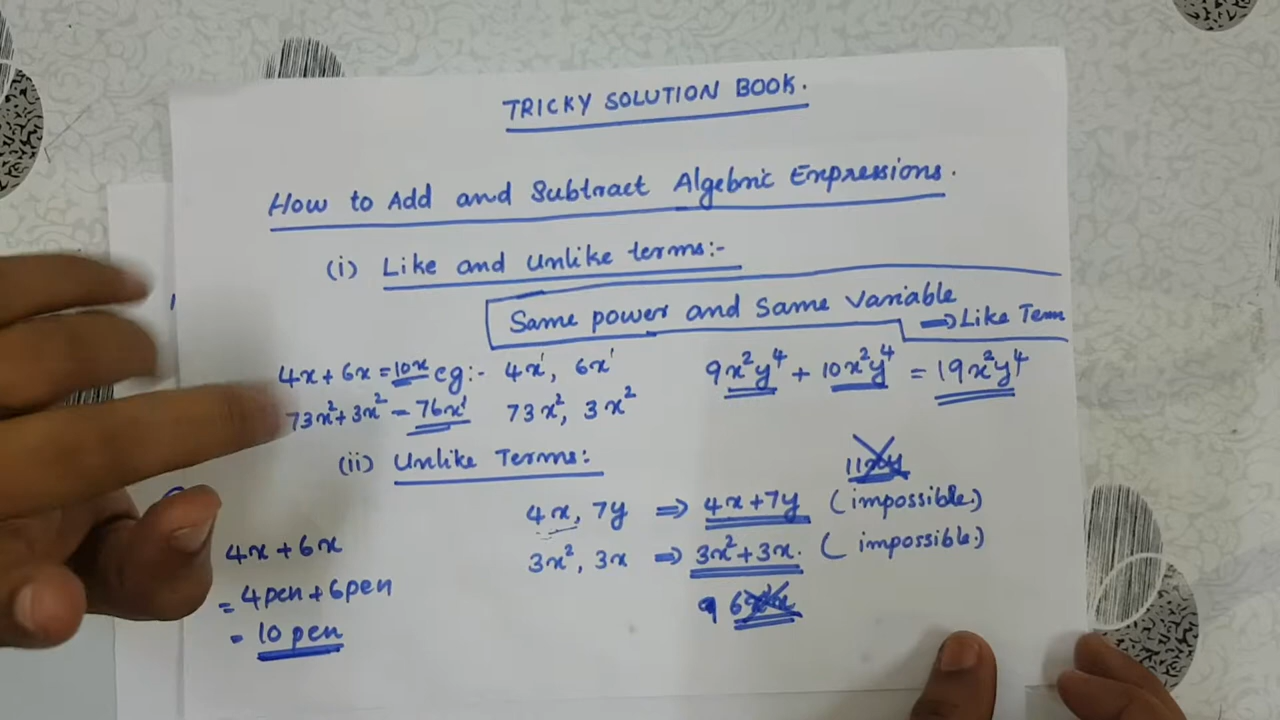 TRICKY SOLUTION BOOK.
How to Add and Subtract Algebric Expressions.
(i) Like and Unlike terms:-
Same power and Same Variable
⇒ Like Term
4x + 6x = 10x eg:- 4x¹, 6x¹
9x²y⁴ + 10x²y⁴ = 19x²y⁴
73x² + 3x² = 76x² 73x², 3x²
(ii) Unlike Terms:
4x, 7y ⇒ 4x + 7y (impossible.)
3x², 3x ⇒ 3x² + 3x. (impossible.)
4x + 6x
= 4pen + 6pen
= 10 pen